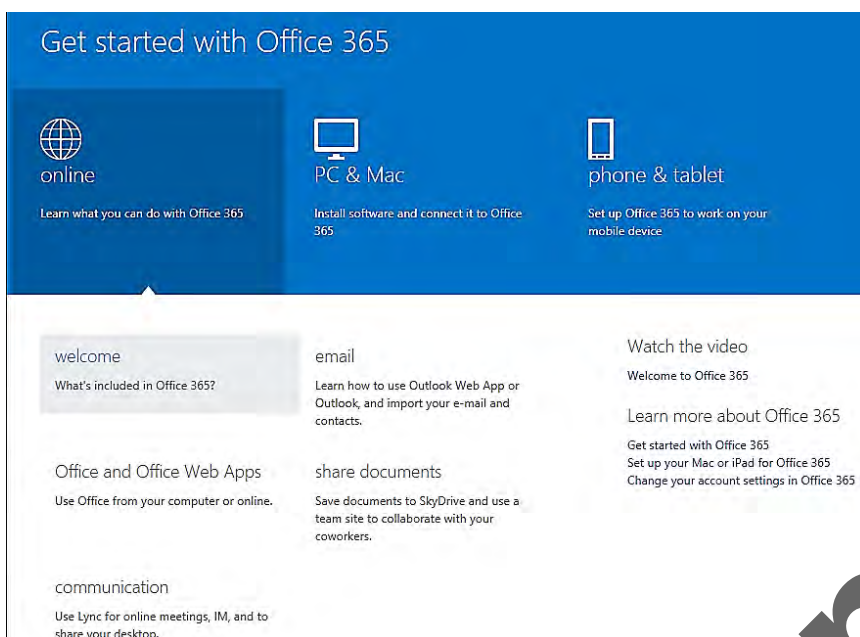 Get started with Office 365
online
Learn what you can do with Office 365
PC & Mac
Install software and connect it to Office
365
phone & tablet
Set up Office 365 to work on your
mobile device
welcome
What's included in Office 365?
email
Learn how to use Outlook Web App or
Outlook, and import your e-mail and
contacts.
Office and Office Web Apps
Use Office from your computer or online.
share documents
Save documents to SkyDrive and use a
team site to collaborate with your
coworkers.
communication
Use Lync for online meetings, IM, and to
share your desktop.
Watch the video
Welcome to Office 365
Learn more about Office 365
Get started with Office 365
Set up your Mac or iPad for Office 365
Change your account settings in Office 365